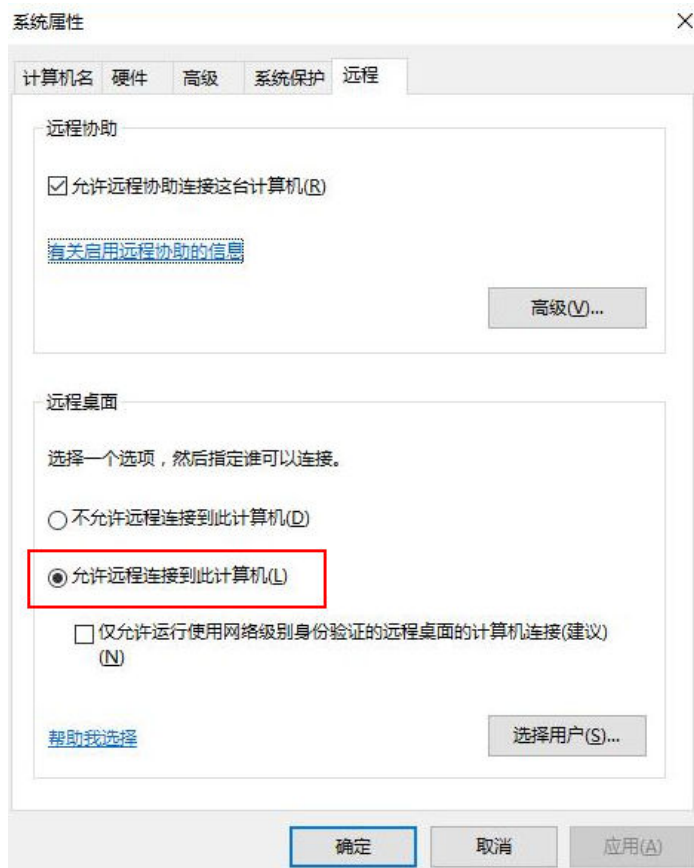 系统属性
计算机名 硬件 高级 系统保护 远程
远程协助
允许远程协助连接这台计算机(R)
有关启用远程协助的信息
高级(V)...
远程桌面
选择一个选项，然后指定谁可以连接。
不允许远程连接到此计算机(D)
允许远程连接到此计算机(L)
仅允许运行使用网络级别身份验证的远程桌面的计算机连接(建议)
(N)
帮助我选择
选择用户(S)...
确定 取消 应用(A)